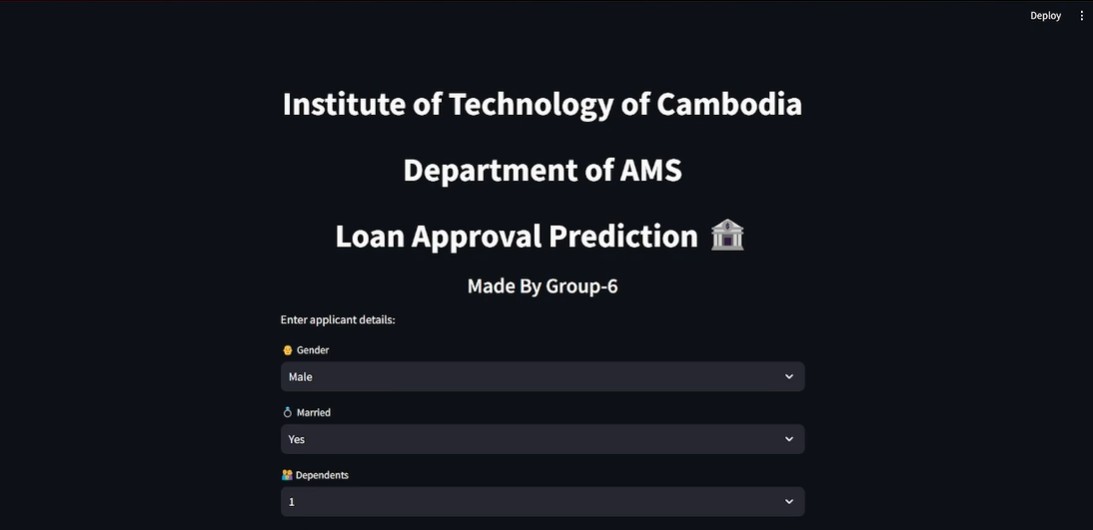 Deploy
Institute of Technology of Cambodia
Department of AMS
Loan Approval Prediction
Made By Group-6
Enter applicant details:
Gender
Male
Married
Yes
Dependents
1